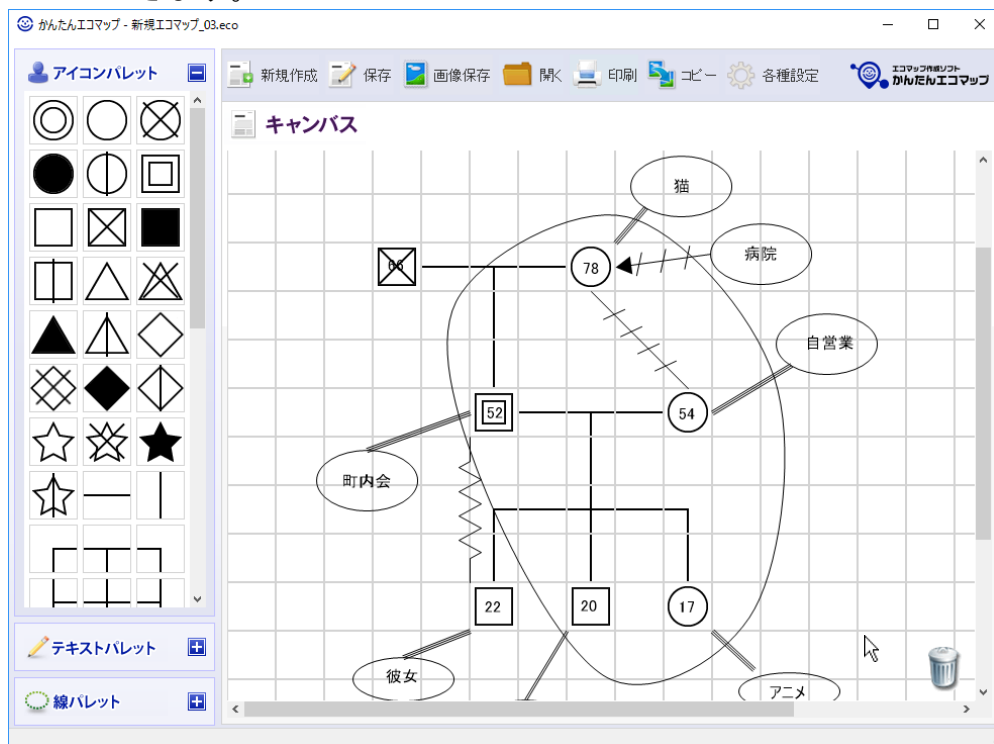 かんたんエコマップ - 新規エコマップ_03.eco
アイコンパレット
新規作成 保存 画像保存 開く 印刷 コピー 各種設定
エコマップ作成ソフト
かんたんエコマップ
キャンバス
猫
病院
66
78
自営業
52
54
町内会
22
20
17
彼女
アニメ
テキストパレット
線パレット